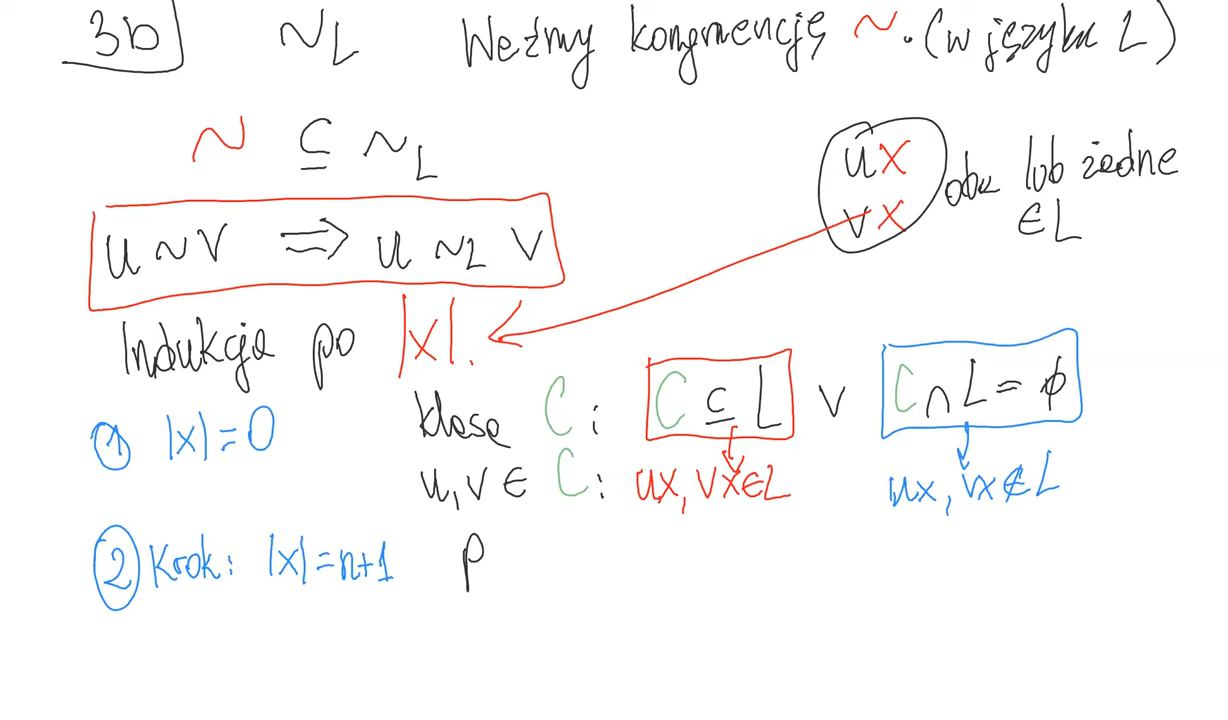 3b ~L Weźmy kongruencję ~. (w języku L)
~ ⊆ ~L
ux
vx
obu lub żadne
∈ L
u ~ v ⇒ u ~L v
Indukcja po |x|.
① |x| = 0
klasa C: C ⊆ L ∨ C ∩ L = ∅
u, v ∈ C: ux, vx ∈ L ux, vx ∉ L
② Krok: |x| = n+1 P